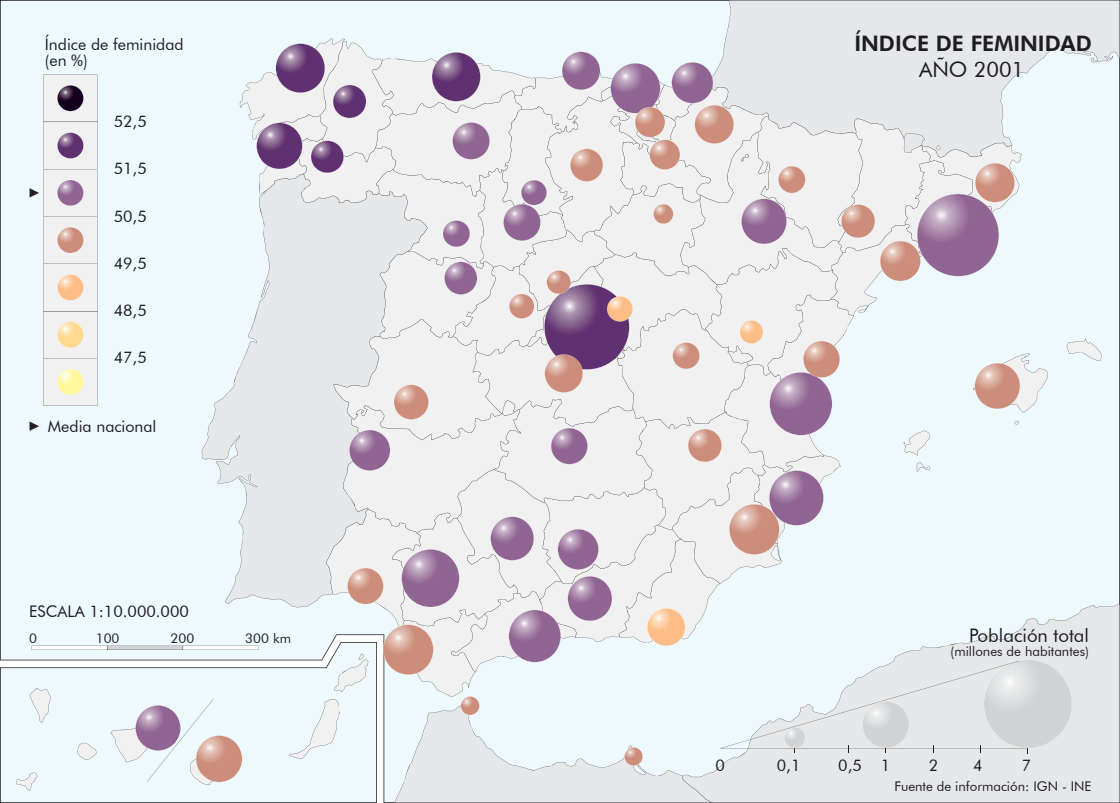 ÍNDICE DE FEMINIDAD
AÑO 2001
Índice de feminidad
(en %)
52,5
51,5
50,5
49,5
48,5
47,5
► Media nacional
ESCALA 1:10.000.000
0 100 200 300 km
Población total
(millones de habitantes)
0 0,1 0,5 1 2 4 7
Fuente de información: IGN - INE